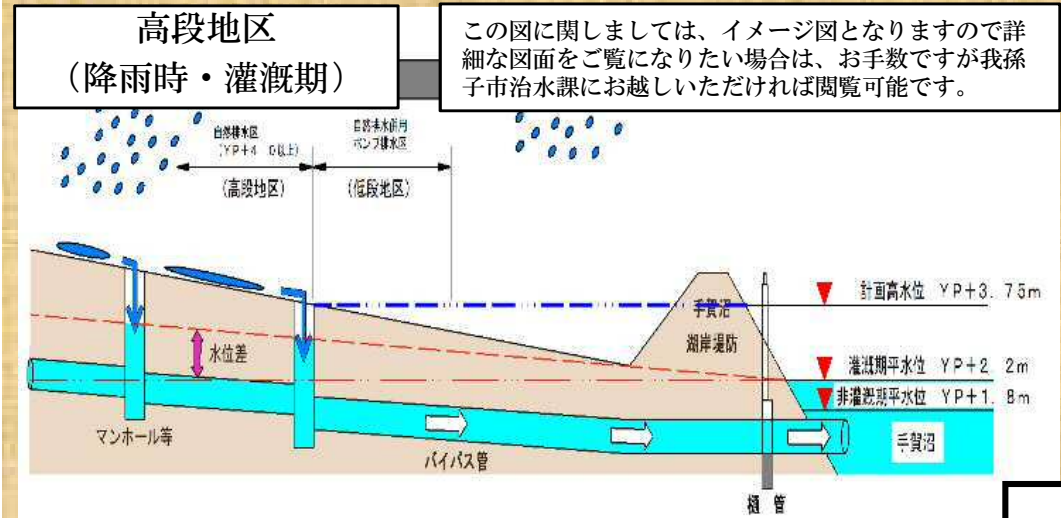 高段地区
（降雨時・灌漑期）
この図に関しましては、イメージ図となりますので詳
細な図面をご覧になりたい場合は、お手数ですが我孫
子市治水課にお越しいただければ閲覧可能です。
自然排水区
(YP+4 0以上)
自然排水併用
ポンプ排水区
(高段地区)
(低段地区)
計画高水位 YP+3. 75m
手賀沼
湖岸堤防
水位差
灌漑期平水位 YP+2. 2m
非灌漑期平水位 YP+1. 8m
マンホール等
バイパス管
手賀沼
樋 管